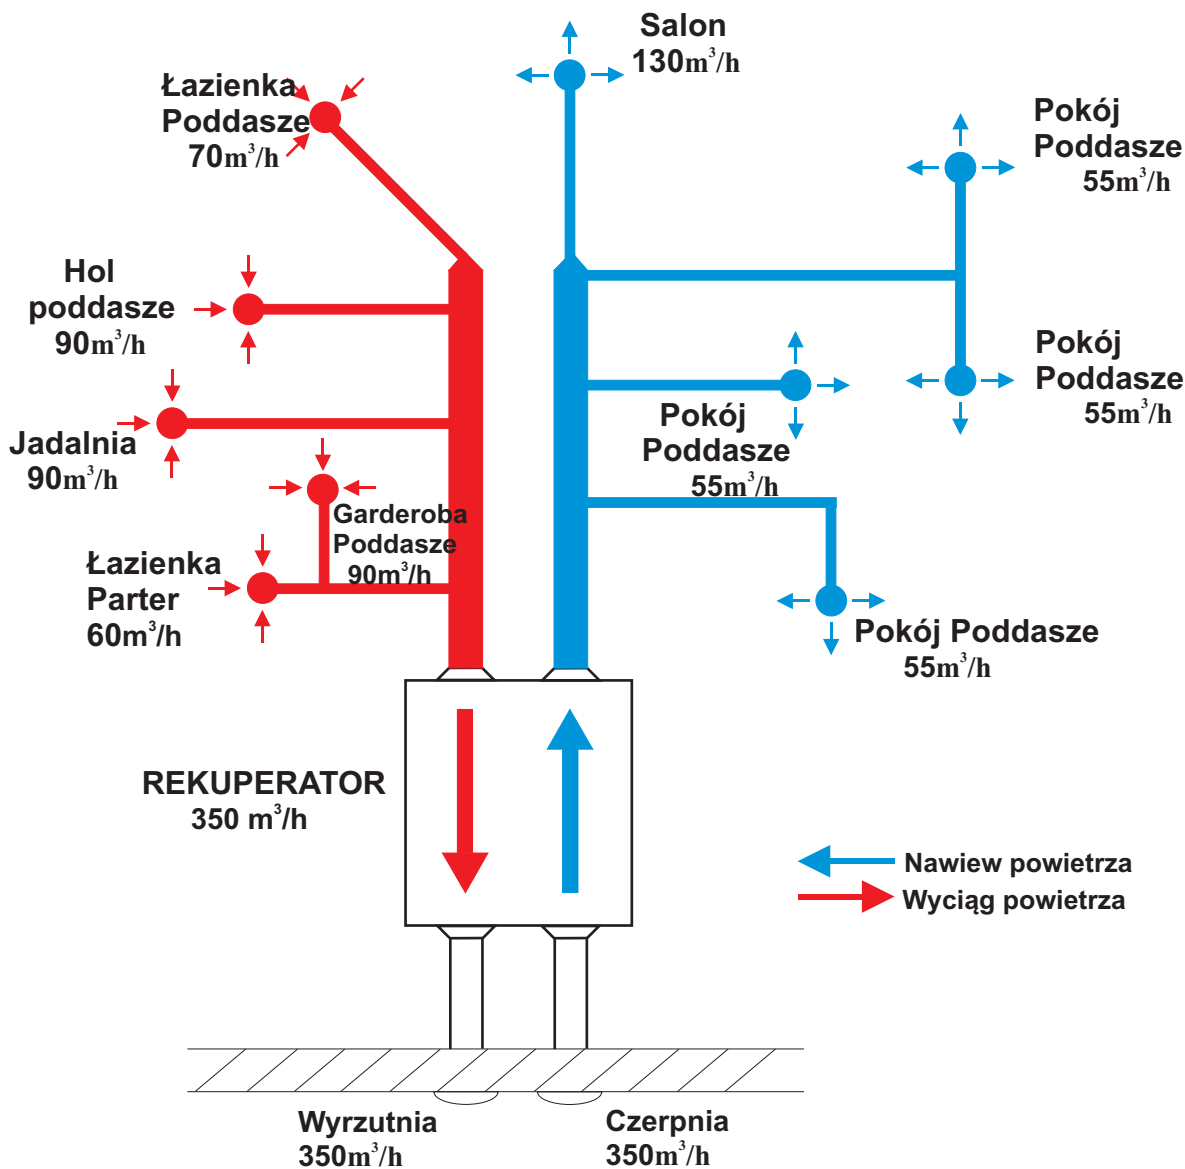 Salon
130m³/h
Łazienka
Poddasze
70m³/h
Pokój
Poddasze
55m³/h
Hol
poddasze
90m³/h
Pokój
Poddasze
55m³/h
Jadalnia
90m³/h
Pokój
Poddasze
55m³/h
Garderoba
Poddasze
90m³/h
Łazienka
Parter
60m³/h
Pokój Poddasze
55m³/h
REKUPERATOR
350 m³/h
Nawiew powietrza
Wyciąg powietrza
Wyrzutnia
350m³/h
Czerpnia
350m³/h